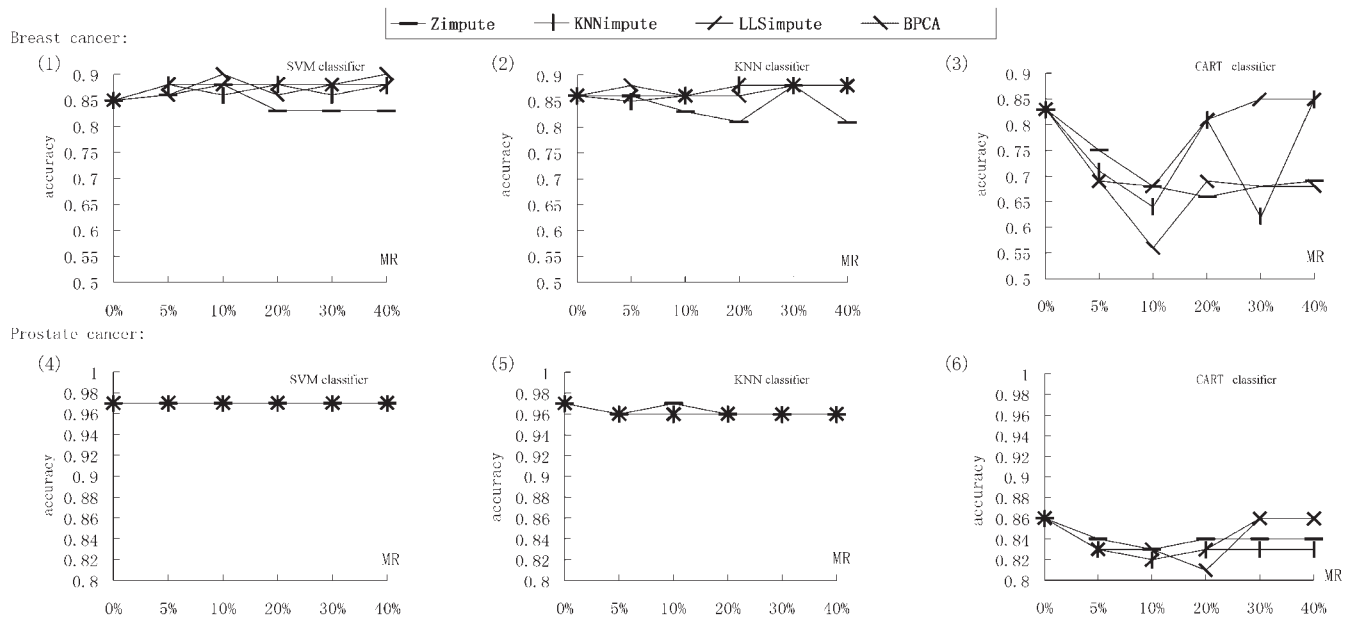 Zimpute KNNimpute LLSimpute BPCA
Breast cancer:
(1)
SVM classifier
0.9
0.85
0.8
0.75
0.7
0.65
0.6
0.55
0.5
accuracy
MR
0% 5% 10% 20% 30% 40%
(2)
KNN classifier
0.9
0.85
0.8
0.75
0.7
0.65
0.6
0.55
0.5
accuracy
MR
0% 5% 10% 20% 30% 40%
(3)
CART classifier
0.9
0.85
0.8
0.75
0.7
0.65
0.6
0.55
0.5
accuracy
MR
0% 5% 10% 20% 30% 40%
Prostate cancer:
(4)
SVM classifier
1
0.98
0.96
0.94
0.92
0.9
0.88
0.86
0.84
0.82
0.8
accuracy
MR
0% 5% 10% 20% 30% 40%
(5)
KNN classifier
1
0.98
0.96
0.94
0.92
0.9
0.88
0.86
0.84
0.82
0.8
accuracy
MR
0% 5% 10% 20% 30% 40%
(6)
CART classifier
1
0.98
0.96
0.94
0.92
0.9
0.88
0.86
0.84
0.82
0.8
accuracy
MR
0% 5% 10% 20% 30% 40%